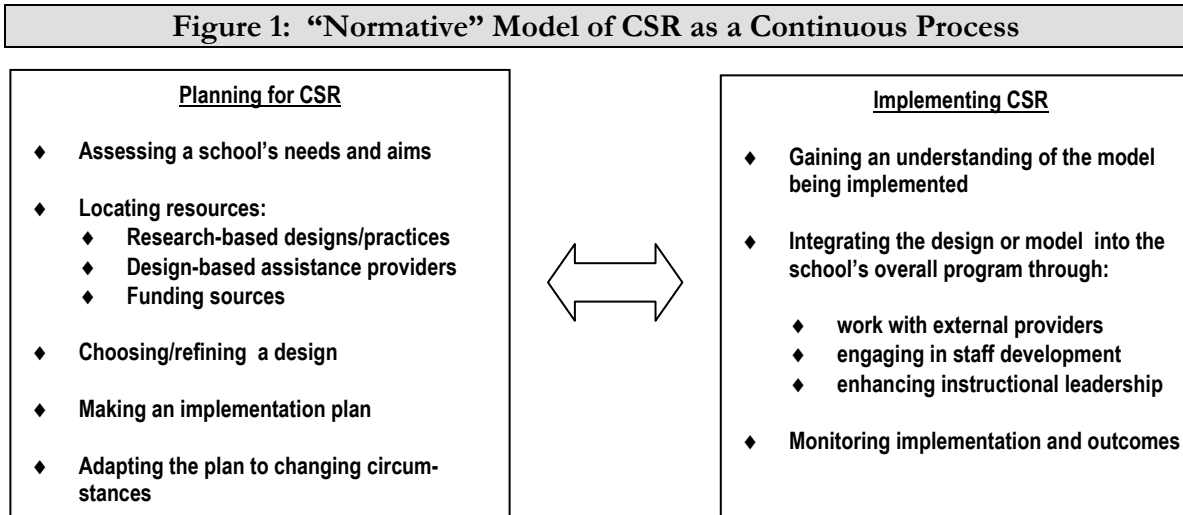 Figure 1: “Normative” Model of CSR as a Continuous Process
Planning for CSR
♦ Assessing a school’s needs and aims
♦ Locating resources:
♦ Research-based designs/practices
♦ Design-based assistance providers
♦ Funding sources
♦ Choosing/refining a design
♦ Making an implementation plan
♦ Adapting the plan to changing circum-
stances
Implementing CSR
♦ Gaining an understanding of the model
being implemented
♦ Integrating the design or model into the
school’s overall program through:
♦ work with external providers
♦ engaging in staff development
♦ enhancing instructional leadership
♦ Monitoring implementation and outcomes